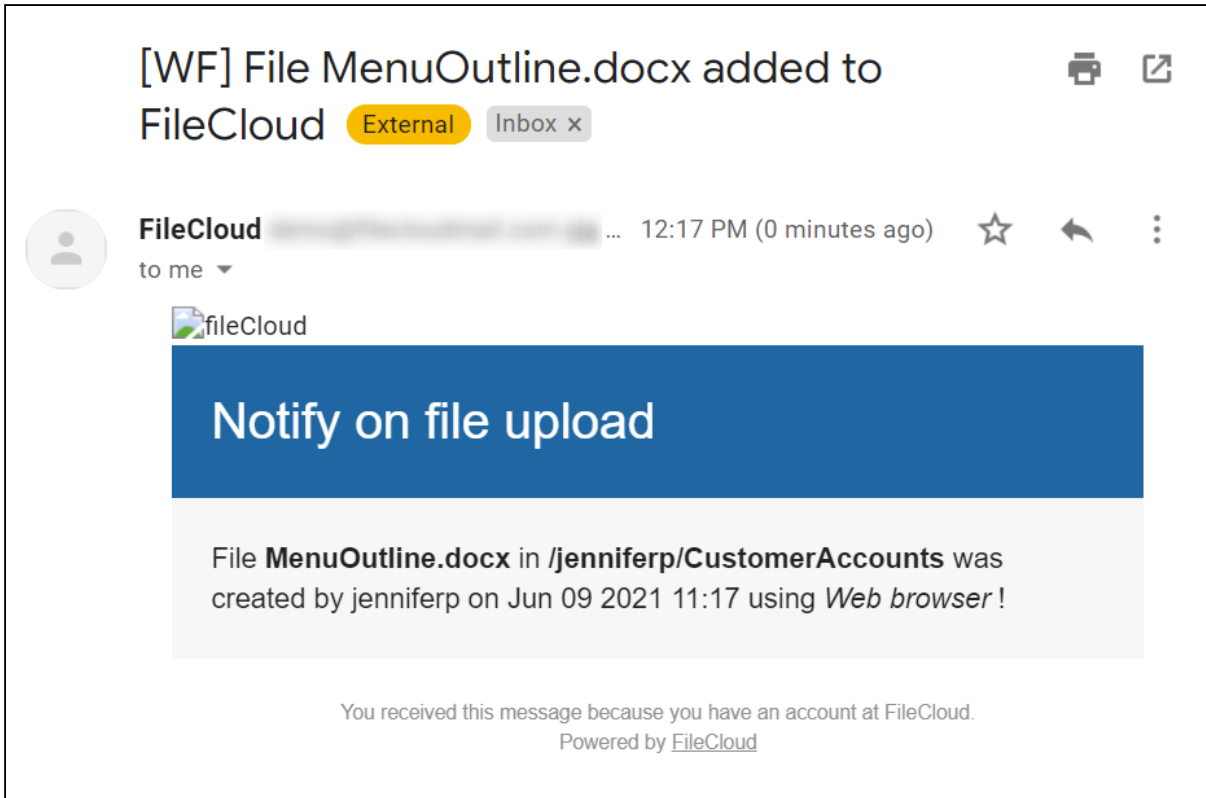 [WF] File MenuOutline.docx added to
FileCloud External Inbox ×
FileCloud ... 12:17 PM (0 minutes ago)
to me
fileCloud
Notify on file upload
File MenuOutline.docx in /jenniferp/CustomerAccounts was
created by jenniferp on Jun 09 2021 11:17 using Web browser !
You received this message because you have an account at FileCloud.
Powered by FileCloud